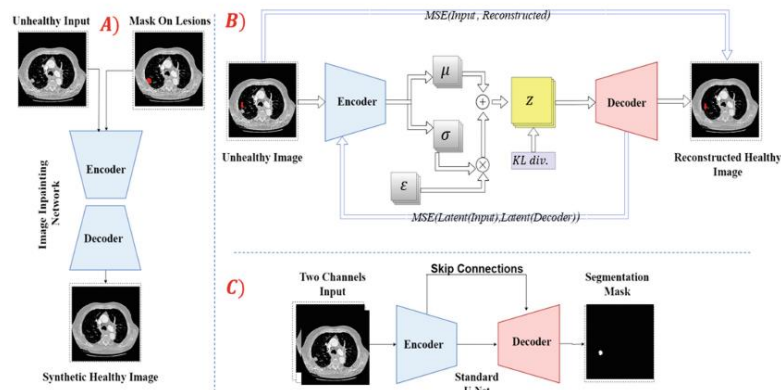 A)
Unhealthy Input
Mask On Lesions
Encoder
Image Inpainting
Network
Decoder
Synthetic Healthy Image
B)
MSE(Input , Reconstructed)
Encoder
μ
σ
ε
+
×
z
KL div.
Decoder
Unhealthy Image
Reconstructed Healthy
Image
MSE(Latent(Input),Latent(Decoder))
C)
Two Channels
Input
Skip Connections
Encoder
Decoder
Segmentation
Mask
Standard
U-Net